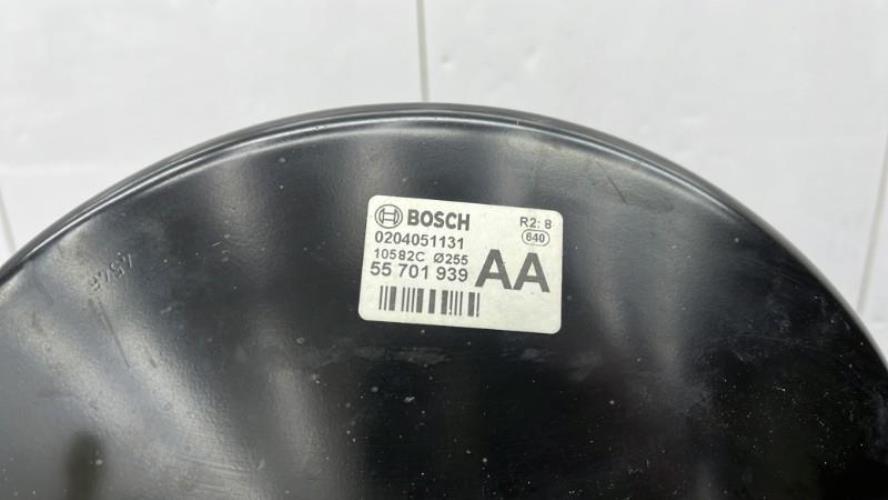 BOSCH
R2: 8
0204051131
640
10582C Ø255
55 701 939
AA